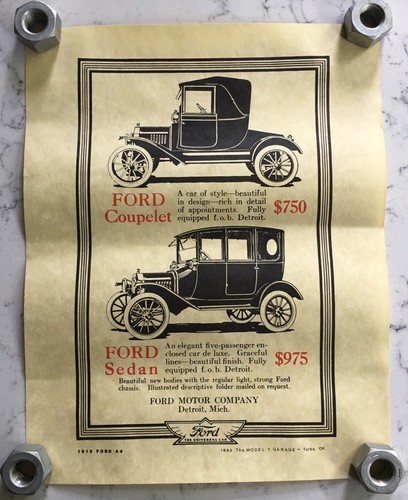 FORD
Coupelet
A car of style—beautiful
in design—rich in detail
of appointments. Fully
equipped f. o. b. Detroit.
$750
FORD
Sedan
An elegant five-passenger en-
closed car de luxe. Graceful
lines—beautiful finish. Fully
equipped f. o. b. Detroit.
$975
Beautiful new bodies with the regular light, strong Ford
chassis. Illustrated descriptive folder mailed on request.
FORD MOTOR COMPANY
Detroit, Mich.
Ford
THE UNIVERSAL CAR
1915 FORD Ad
The MODEL T GARAGE - Tulsa, OK